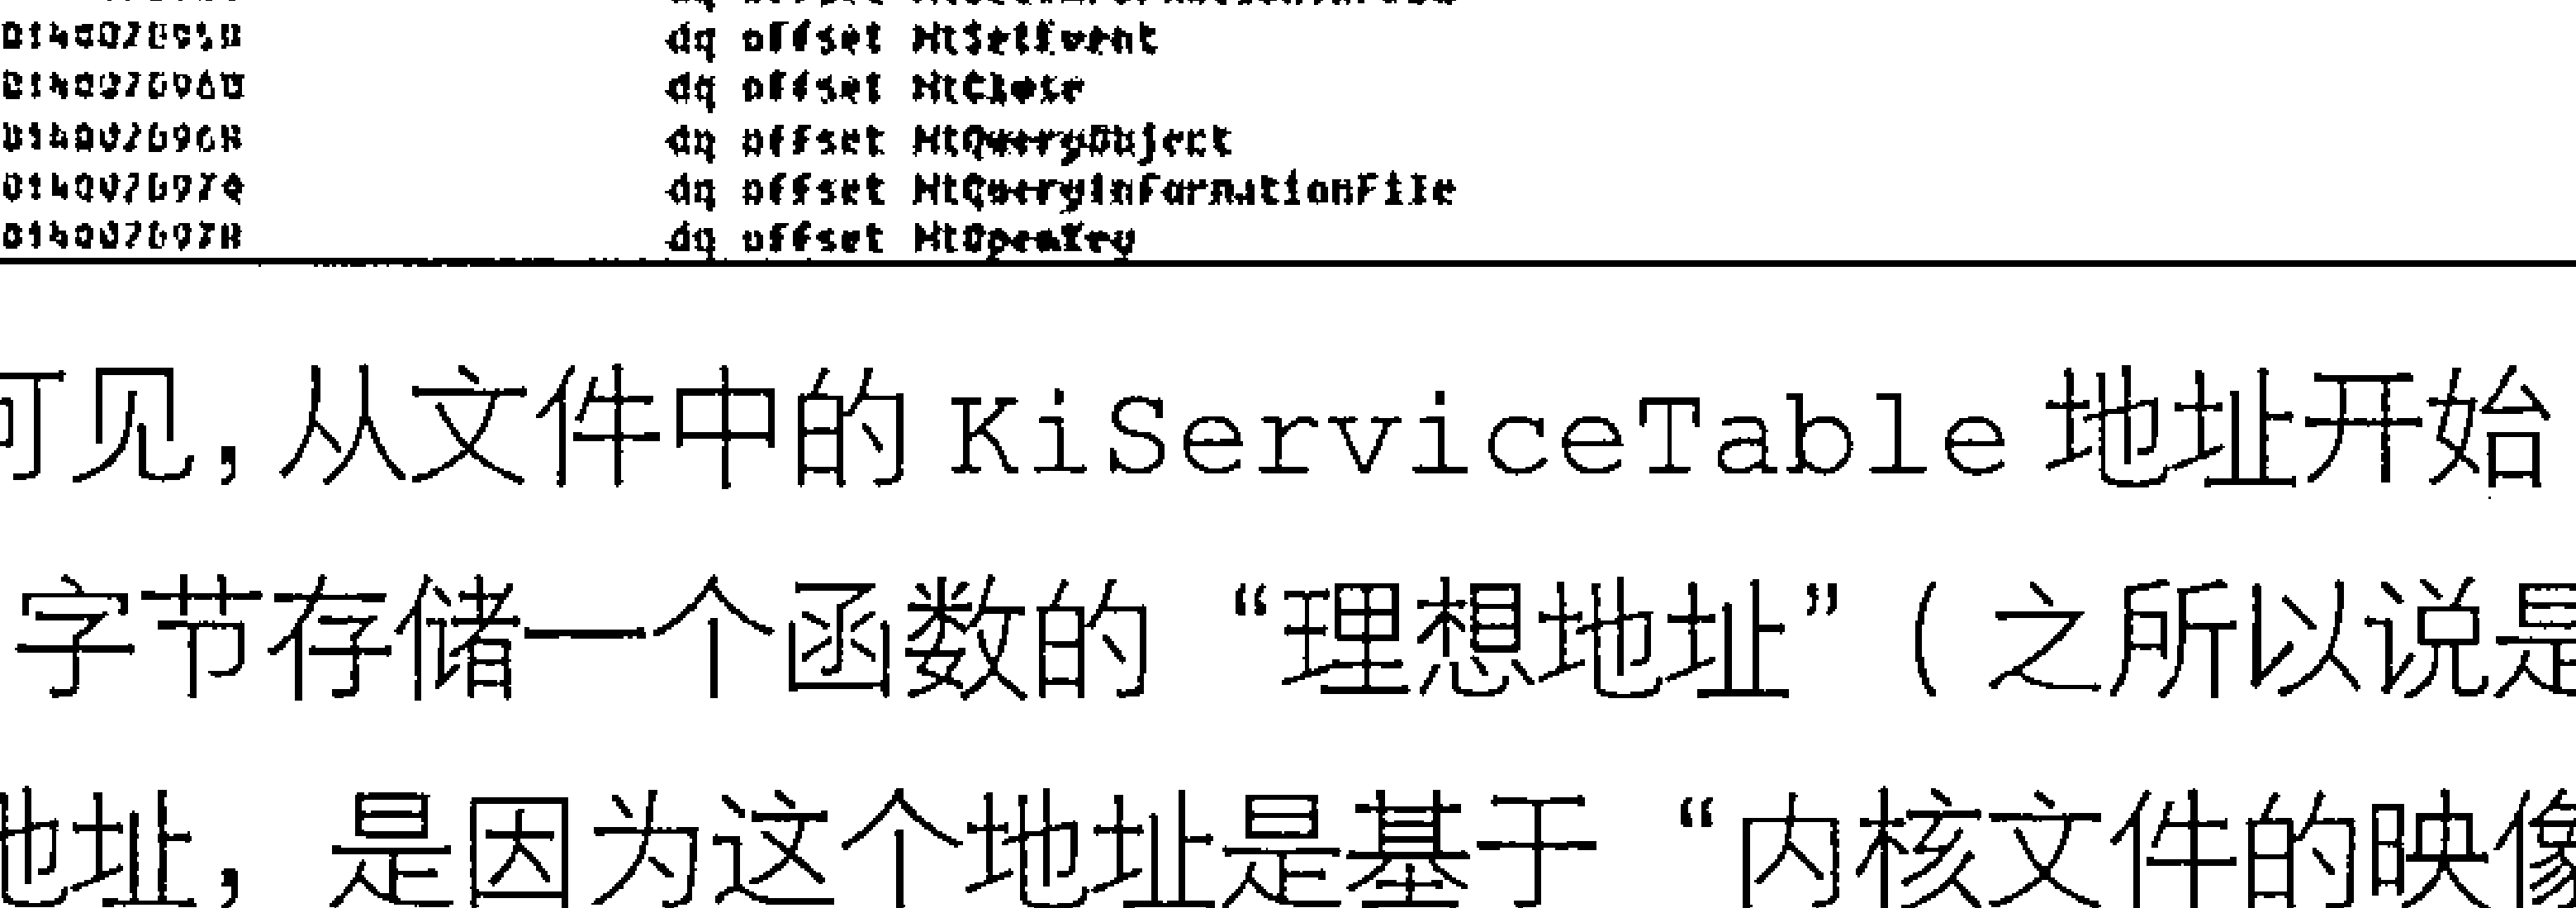 dq offset NtSetEvent
dq offset NtClose
dq offset NtQueryObject
dq offset NtQueryInformationFile
dq offset NtOpenKey
可见,从文件中的 KiServiceTable 地址开始
字节存储一个函数的 “理想地址”( 之所以说是
地址, 是因为这个地址是基于 “内核文件的映像